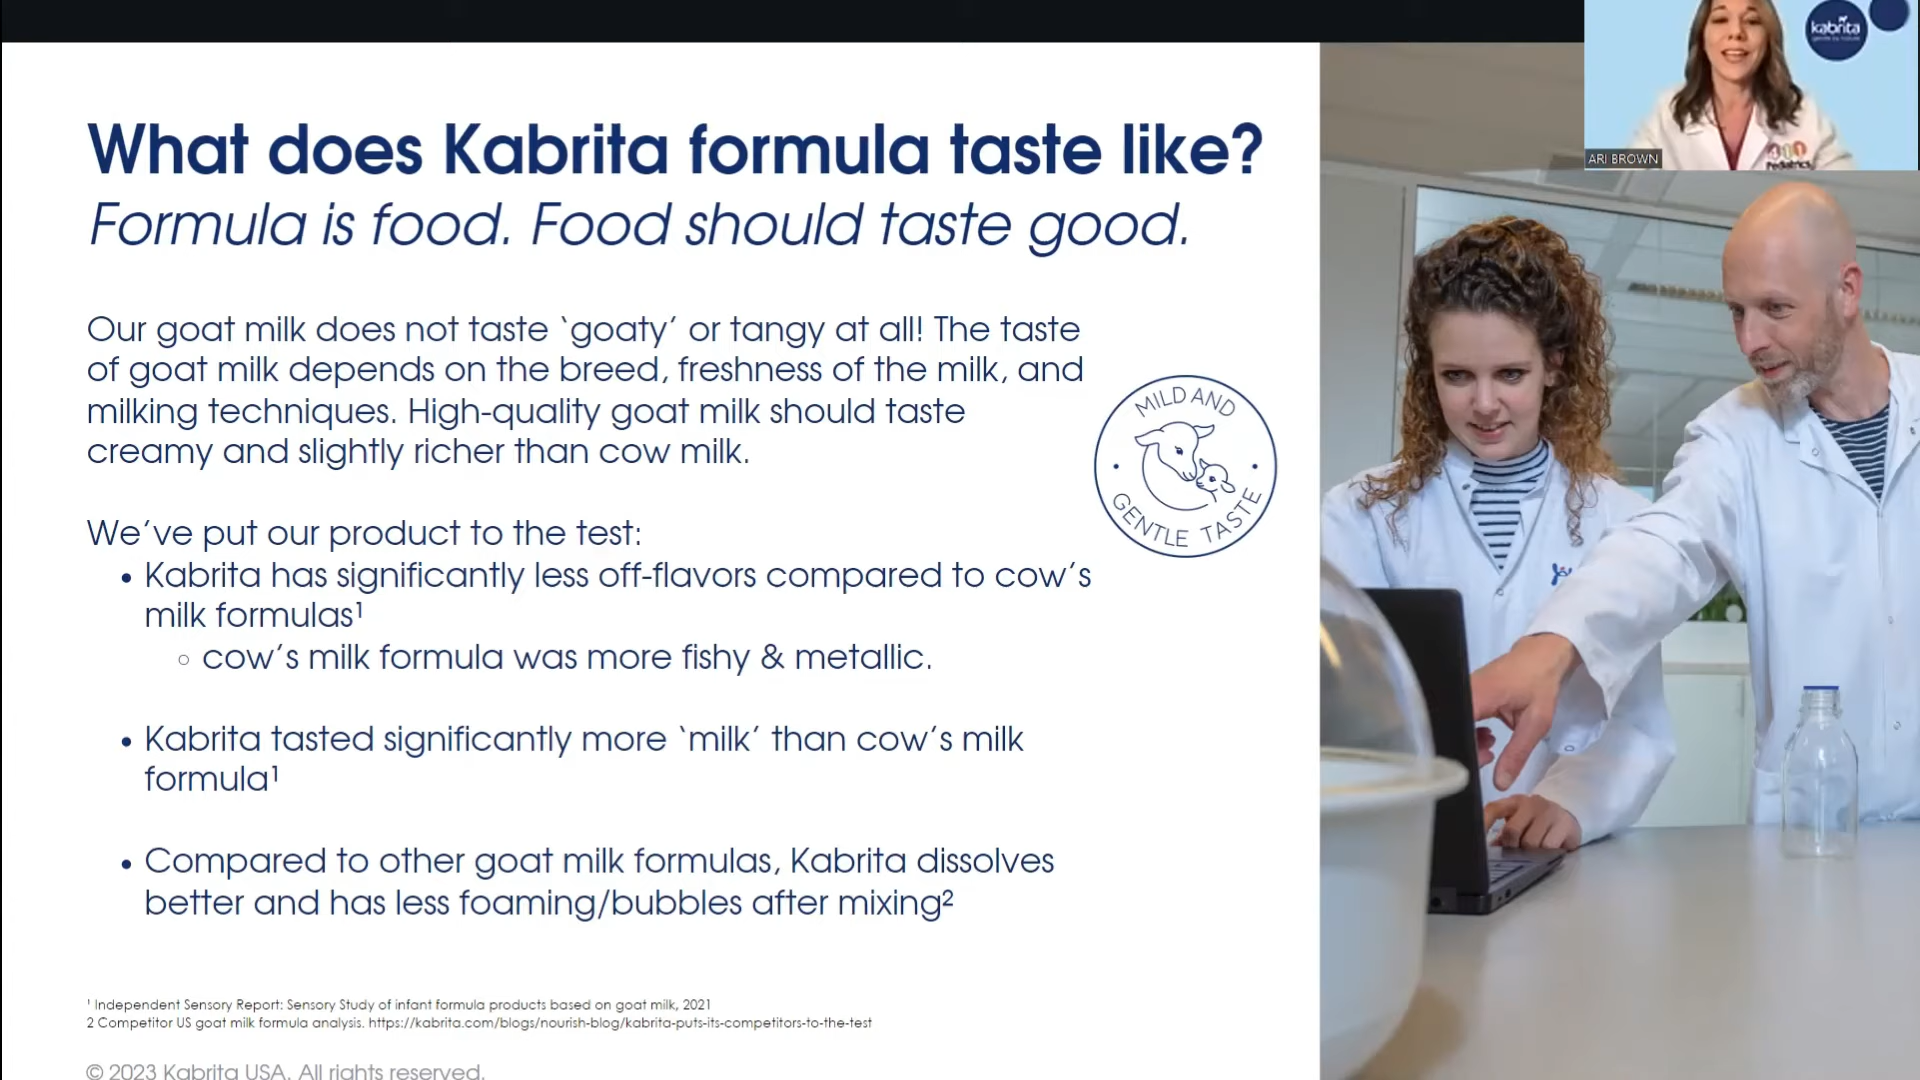 kabrita
ARI BROWN
Pediatrics
What does Kabrita formula taste like?
Formula is food. Food should taste good.
Our goat milk does not taste ‘goaty’ or tangy at all! The taste
of goat milk depends on the breed, freshness of the milk, and
milking techniques. High-quality goat milk should taste
creamy and slightly richer than cow milk.
MILD AND
GENTLE TASTE
We’ve put our product to the test:
• Kabrita has significantly less off-flavors compared to cow’s
milk formulas¹
○ cow’s milk formula was more fishy & metallic.
• Kabrita tasted significantly more ‘milk’ than cow’s milk
formula¹
• Compared to other goat milk formulas, Kabrita dissolves
better and has less foaming/bubbles after mixing²
¹ Independent Sensory Report: Sensory Study of infant formula products based on goat milk, 2021
2 Competitor US goat milk formula analysis. https://kabrita.com/blogs/nourish-blog/kabrita-puts-its-competitors-to-the-test
© 2023 Kabrita USA. All rights reserved.